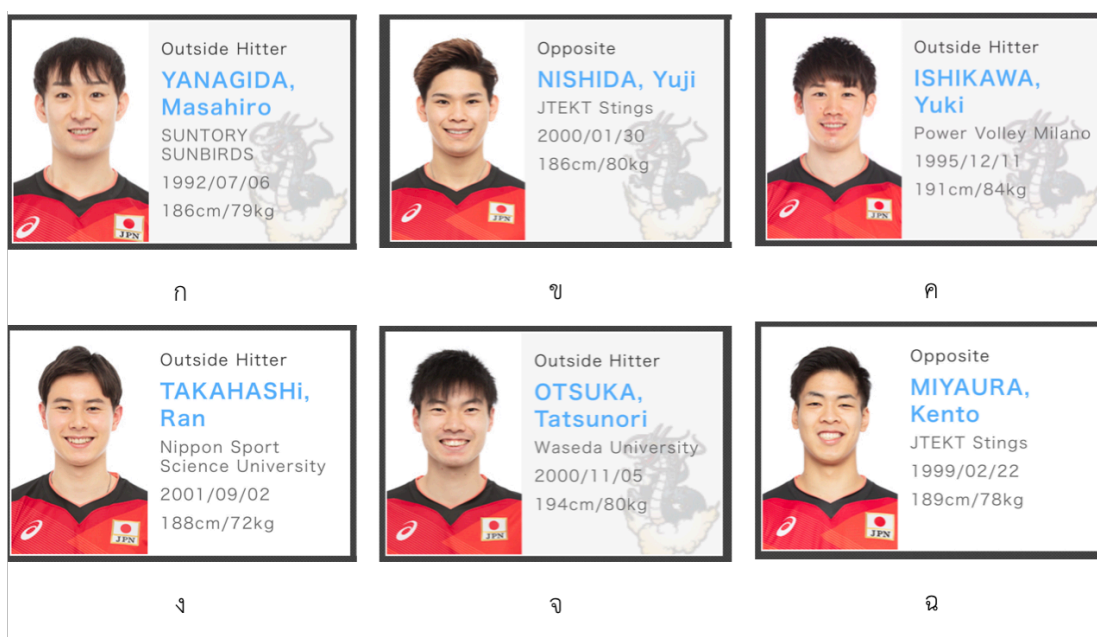 Outside Hitter
YANAGIDA,
Masahiro
SUNTORY
SUNBIRDS
1992/07/06
186cm/79kg
JPN
ก
Opposite
NISHIDA, Yuji
JTEKT Stings
2000/01/30
186cm/80kg
JPN
ข
Outside Hitter
ISHIKAWA,
Yuki
Power Volley Milano
1995/12/11
191cm/84kg
JPN
ค
Outside Hitter
TAKAHASHi,
Ran
Nippon Sport
Science University
2001/09/02
188cm/72kg
JPN
ง
Outside Hitter
OTSUKA,
Tatsunori
Waseda University
2000/11/05
194cm/80kg
JPN
จ
Opposite
MIYAURA,
Kento
JTEKT Stings
1999/02/22
189cm/78kg
JPN
ฉ